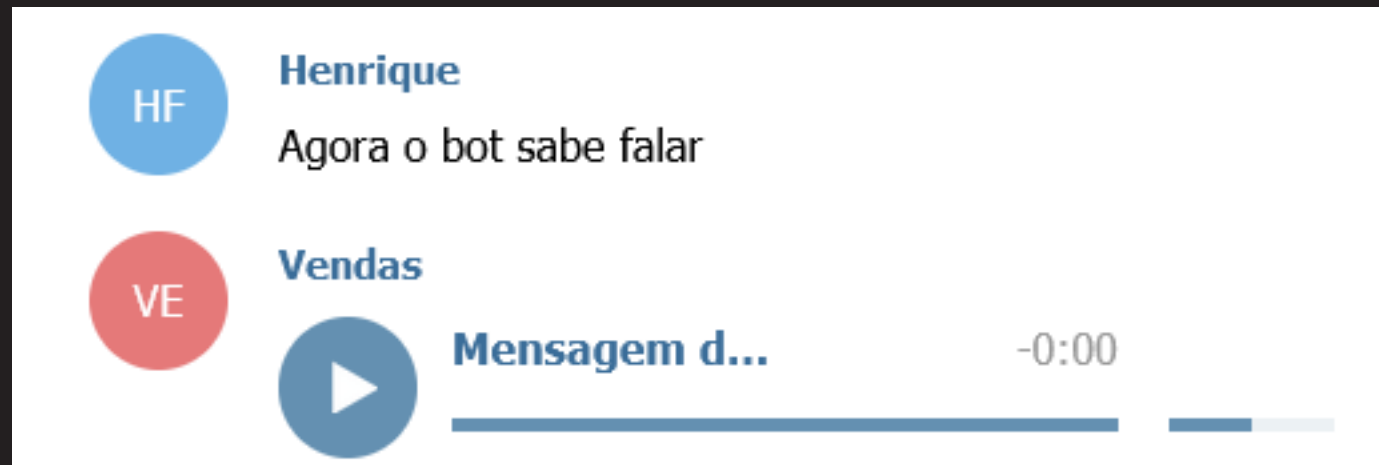 HF
Henrique
Agora o bot sabe falar
VE
Vendas
Mensagem d...
-0:00